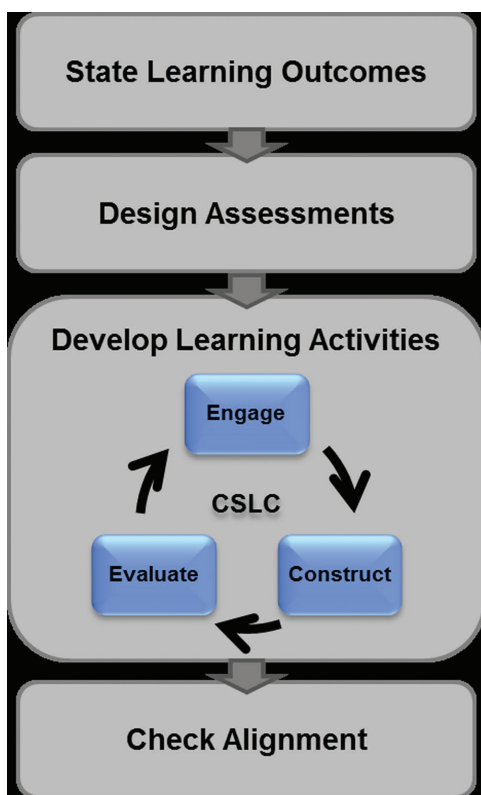 State Learning Outcomes
Design Assessments
Develop Learning Activities
Engage
CSLC
Evaluate
Construct
Check Alignment